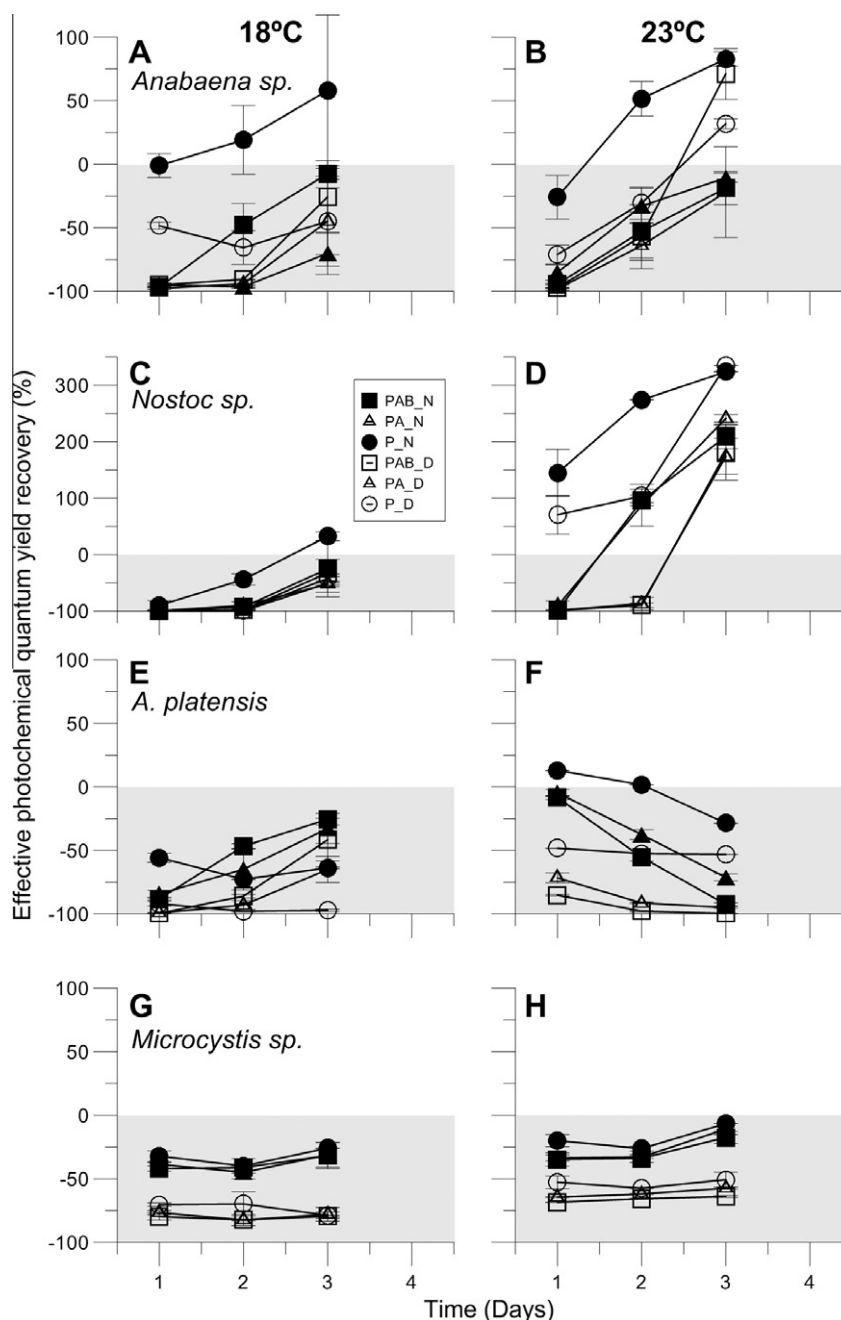 18ºC 23ºC
A B
Anabaena sp.
100
50
0
-50
-100
C D
Nostoc sp.
300
200
100
0
-100
PAB_N
PA_N
P_N
PAB_D
PA_D
P_D
E F
A. platensis
100
50
0
-50
-100
G H
Microcystis sp.
100
50
0
-50
-100
1 2 3 4 1 2 3 4
Time (Days)
Effective photochemical quantum yield recovery (%)